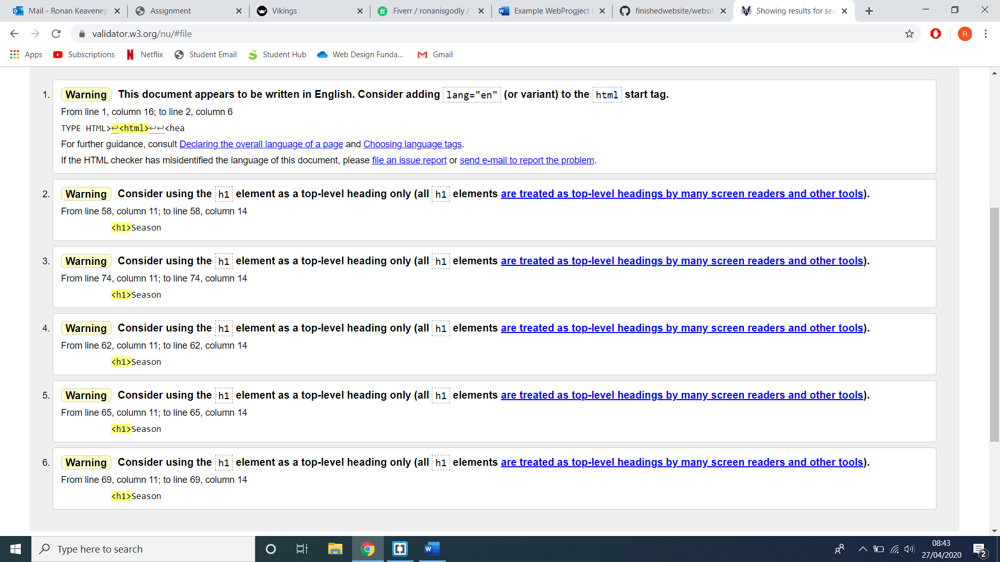 Mail - Ronan Keaveney
Assignment
Vikings
Fiverr / ronanisgodly /
Example WebProgject
finishedwebsite/websit
Showing results for sea
validator.w3.org/nu/#file
R
Apps
Subscriptions
Netflix
Student Email
Student Hub
Web Design Funda...
Gmail
1. Warning This document appears to be written in English. Consider adding lang="en" (or variant) to the html start tag.
From line 1, column 16; to line 2, column 6
TYPE HTML>↩<html>↩↩<hea
For further guidance, consult Declaring the overall language of a page and Choosing language tags.
If the HTML checker has misidentified the language of this document, please file an issue report or send e-mail to report the problem.
2. Warning Consider using the h1 element as a top-level heading only (all h1 elements are treated as top-level headings by many screen readers and other tools).
From line 58, column 11; to line 58, column 14
<h1>Season
3. Warning Consider using the h1 element as a top-level heading only (all h1 elements are treated as top-level headings by many screen readers and other tools).
From line 74, column 11; to line 74, column 14
<h1>Season
4. Warning Consider using the h1 element as a top-level heading only (all h1 elements are treated as top-level headings by many screen readers and other tools).
From line 62, column 11; to line 62, column 14
<h1>Season
5. Warning Consider using the h1 element as a top-level heading only (all h1 elements are treated as top-level headings by many screen readers and other tools).
From line 65, column 11; to line 65, column 14
<h1>Season
6. Warning Consider using the h1 element as a top-level heading only (all h1 elements are treated as top-level headings by many screen readers and other tools).
From line 69, column 11; to line 69, column 14
<h1>Season
Type here to search
08:43
27/04/2020
2